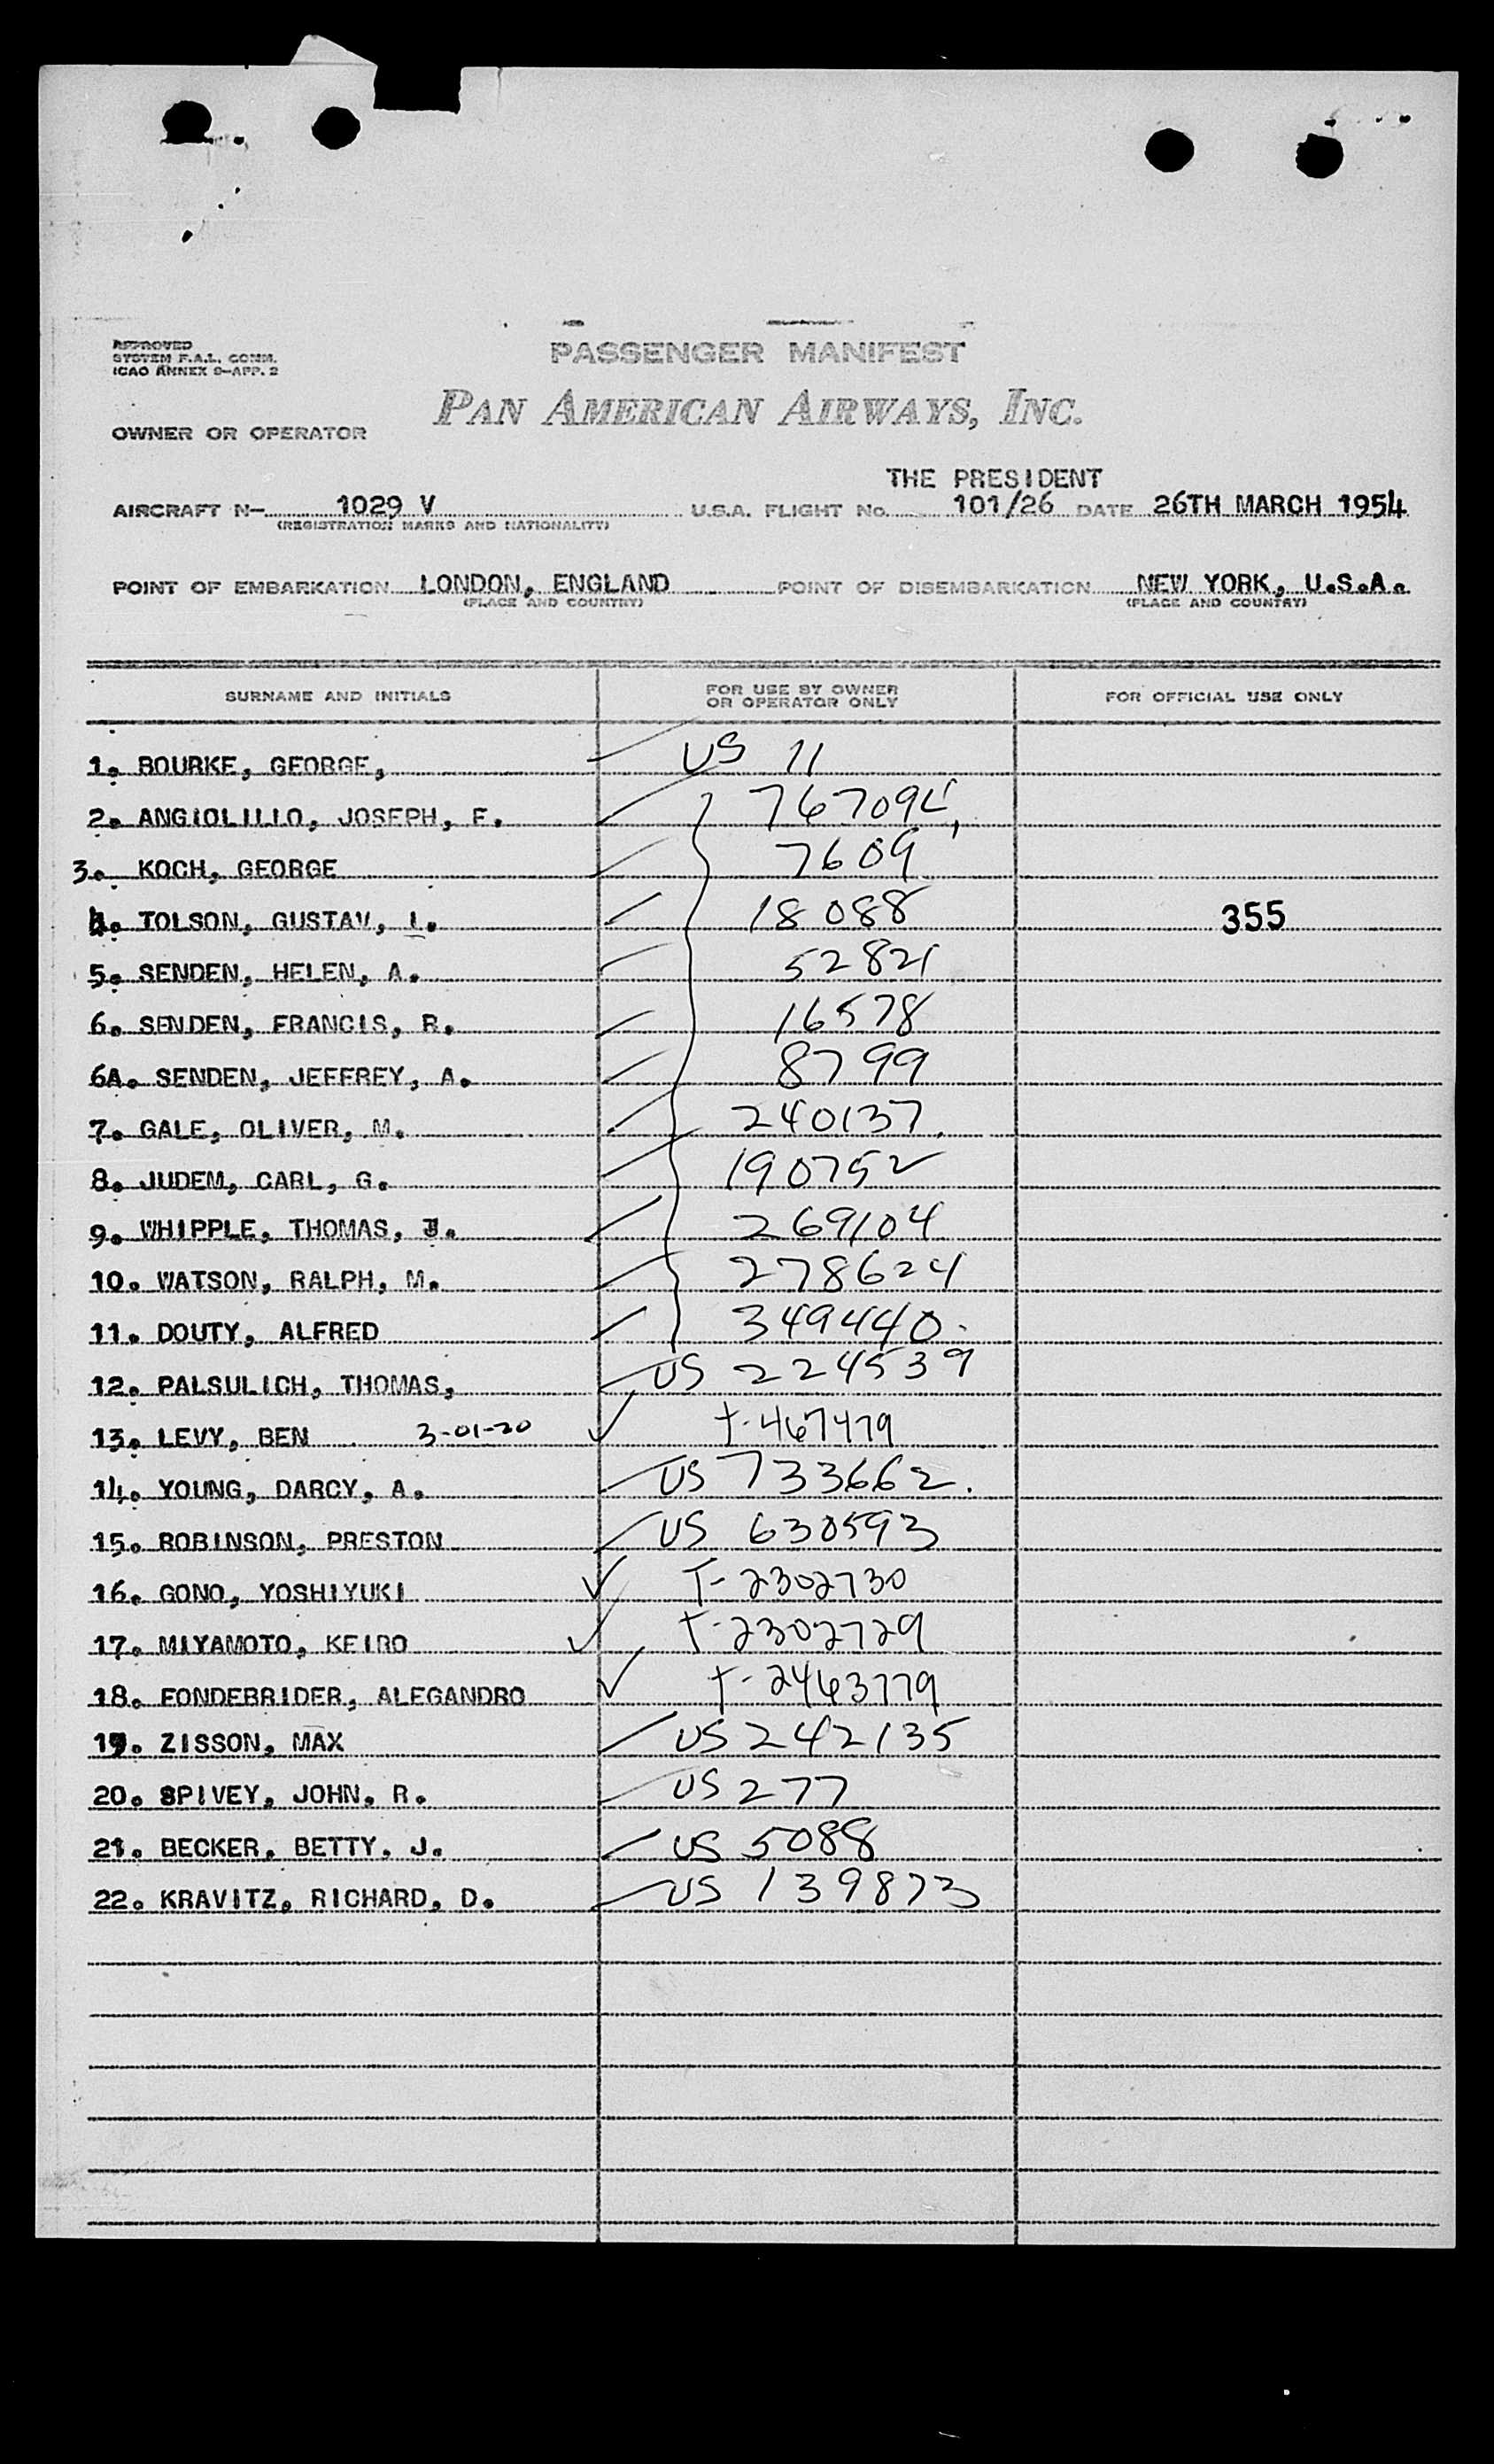 APPROVED
SYSTEM F.A.L. COMM.
ICAO ANNEX 9-APP. 2
PASSENGER MANIFEST
PAN AMERICAN AIRWAYS, INC.
OWNER OR OPERATOR
THE PRESIDENT
AIRCRAFT N- 1029 V U.S.A. FLIGHT No. 101/26 DATE 26TH MARCH 1954
(REGISTRATION MARKS AND NATIONALITY)
POINT OF EMBARKATION LONDON, ENGLAND POINT OF DISEMBARKATION NEW YORK, U.S.A.
(PLACE AND COUNTRY) (PLACE AND COUNTRY)
SURNAME AND INITIALS FOR USE BY OWNER OR OPERATOR ONLY FOR OFFICIAL USE ONLY
1. BOURKE, GEORGE, US 11
2. ANGIOLILLO, JOSEPH, F. 767094
3. KOCH, GEORGE 7609
4. TOLSON, GUSTAV, L. 18088 355
5. SENDEN, HELEN, A. 52821
6. SENDEN, FRANCIS, R. 16578
6A. SENDEN, JEFFREY, A. 8799
7. GALE, OLIVER, M. 240137
8. JUDEM, CARL, G. 190752
9. WHIPPLE, THOMAS, J. 269104
10. WATSON, RALPH, M. 278624
11. DOUTY, ALFRED 349440
12. PALSULICH, THOMAS, US 224539
13. LEVY, BEN 3-01-20 T-467479
14. YOUNG, DARCY, A. US 733662.
15. ROBINSON, PRESTON US 630593
16. GONO, YOSHIYUKI T-2302730
17. MIYAMOTO, KEIRO T-2302729
18. FONDEBRIDER, ALEGANDRO T-2463779
19. ZISSON, MAX US 242135
20. SPIVEY, JOHN, R. US 277
21. BECKER, BETTY, J. US 5088
22. KRAVITZ, RICHARD, D. US 139873